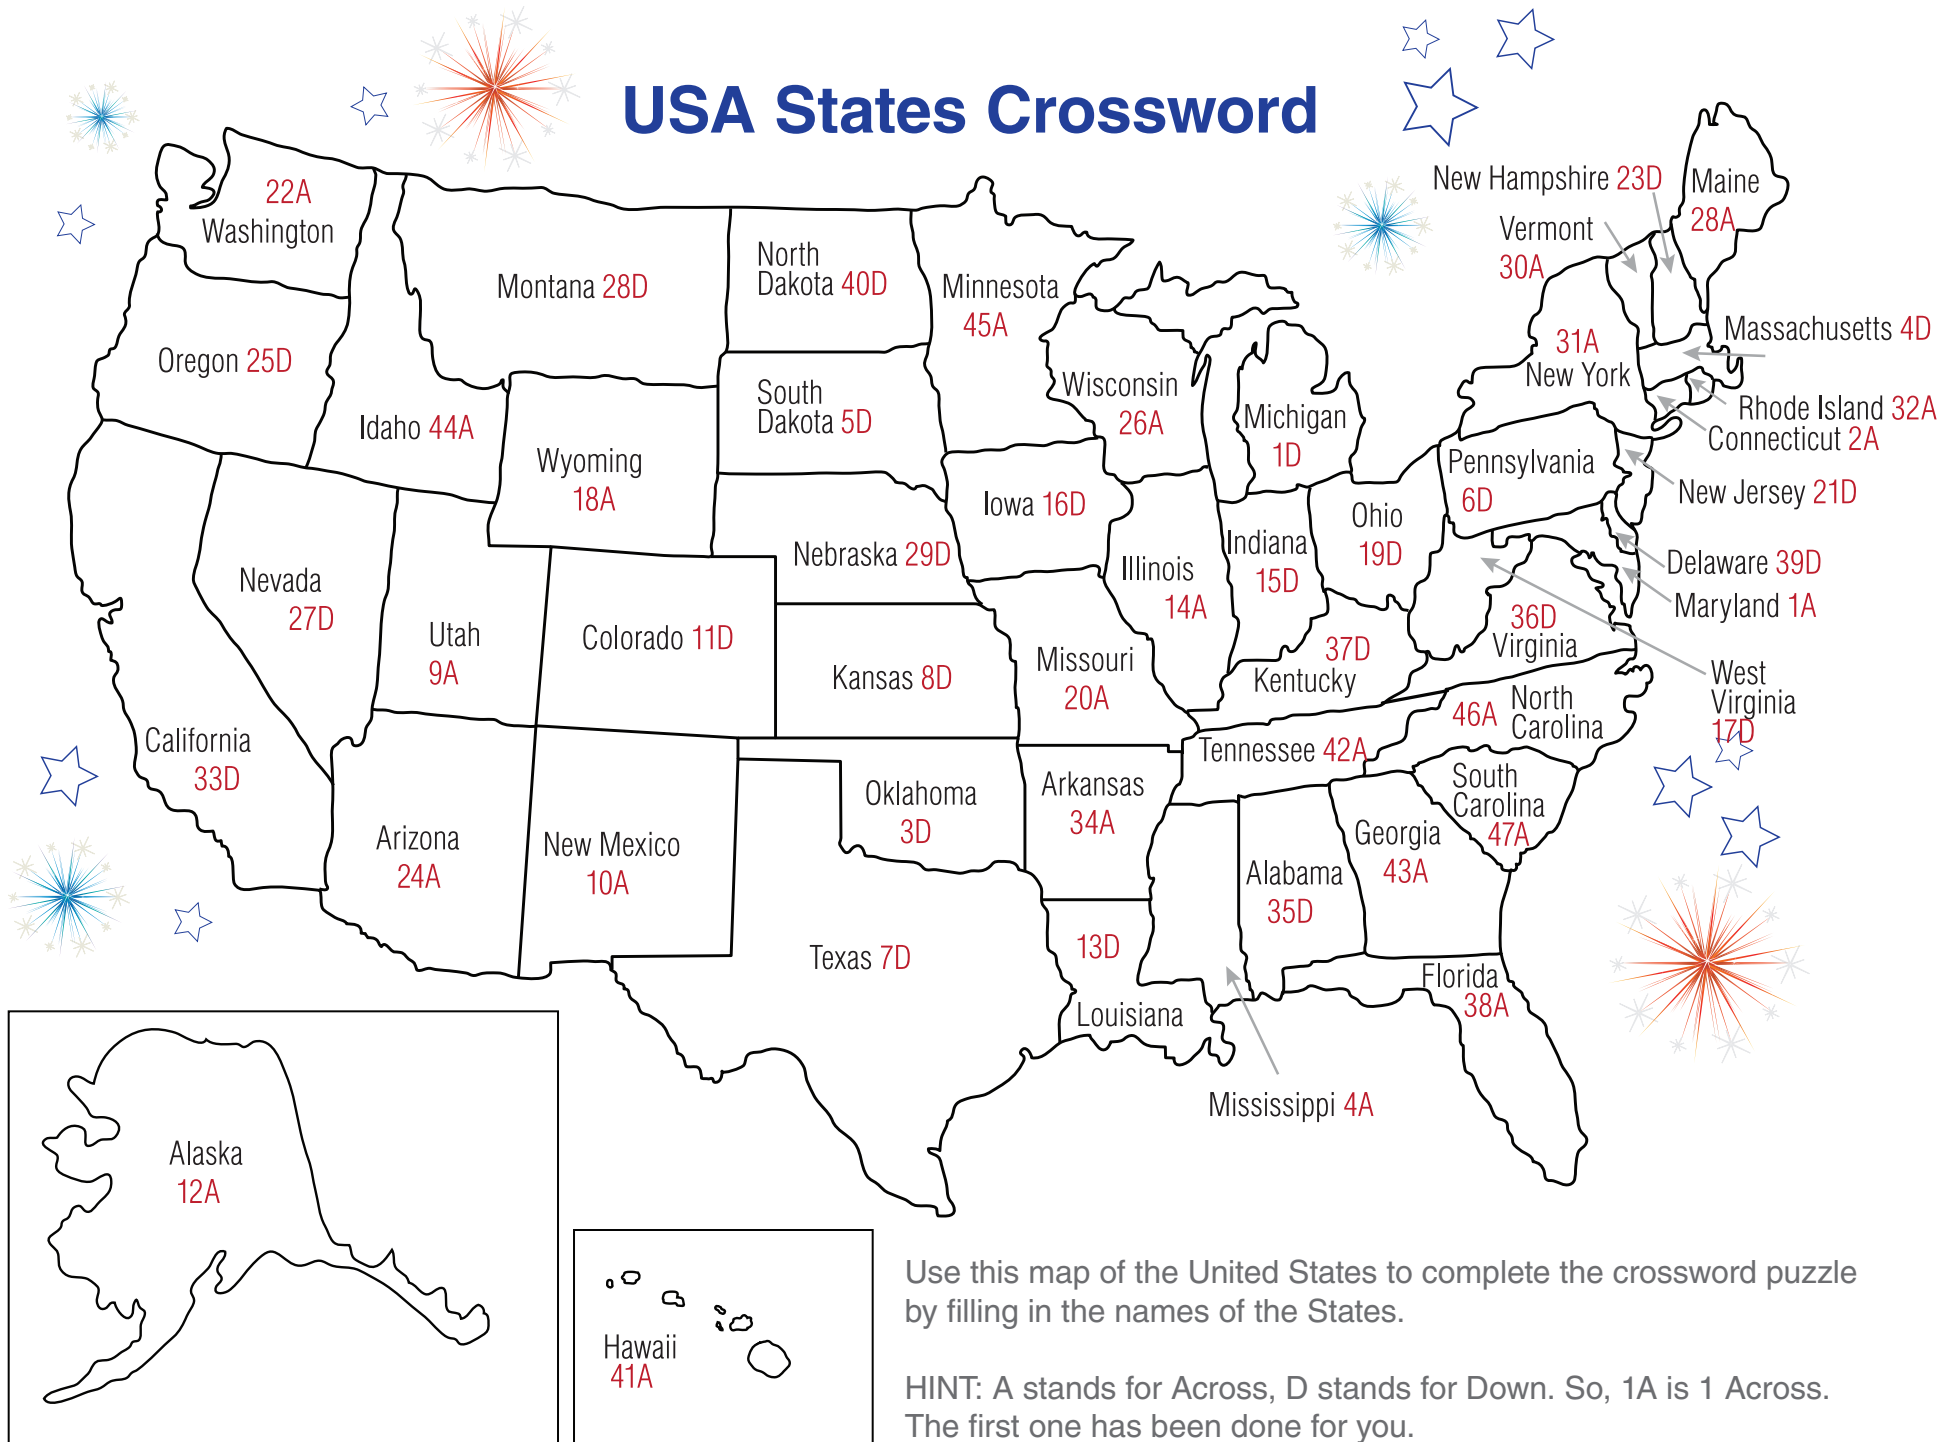 USA States Crossword
22A
Washington
Montana 28D
North
Dakota 40D
Minnesota
45A
New Hampshire 23D
Maine
28A
Vermont
30A
Oregon 25D
Idaho 44A
Wyoming
18A
South
Dakota 5D
Wisconsin
26A
Michigan
1D
31A
New York
Massachusetts 4D
Rhode Island 32A
Connecticut 2A
Pennsylvania
6D
New Jersey 21D
Iowa 16D
Nebraska 29D
Illinois
14A
Indiana
15D
Ohio
19D
Delaware 39D
Maryland 1A
Nevada
27D
Utah
9A
Colorado 11D
Kansas 8D
Missouri
20A
37D
Kentucky
36D
Virginia
West
Virginia
17D
California
33D
Arizona
24A
New Mexico
10A
Oklahoma
3D
Arkansas
34A
Tennessee 42A
46A
North
Carolina
South
Carolina
47A
Georgia
43A
Alabama
35D
Texas 7D
13D
Louisiana
Florida
38A
Mississippi 4A
Alaska
12A
Hawaii
41A
Use this map of the United States to complete the crossword puzzle
by filling in the names of the States.
HINT: A stands for Across, D stands for Down. So, 1A is 1 Across.
The first one has been done for you.